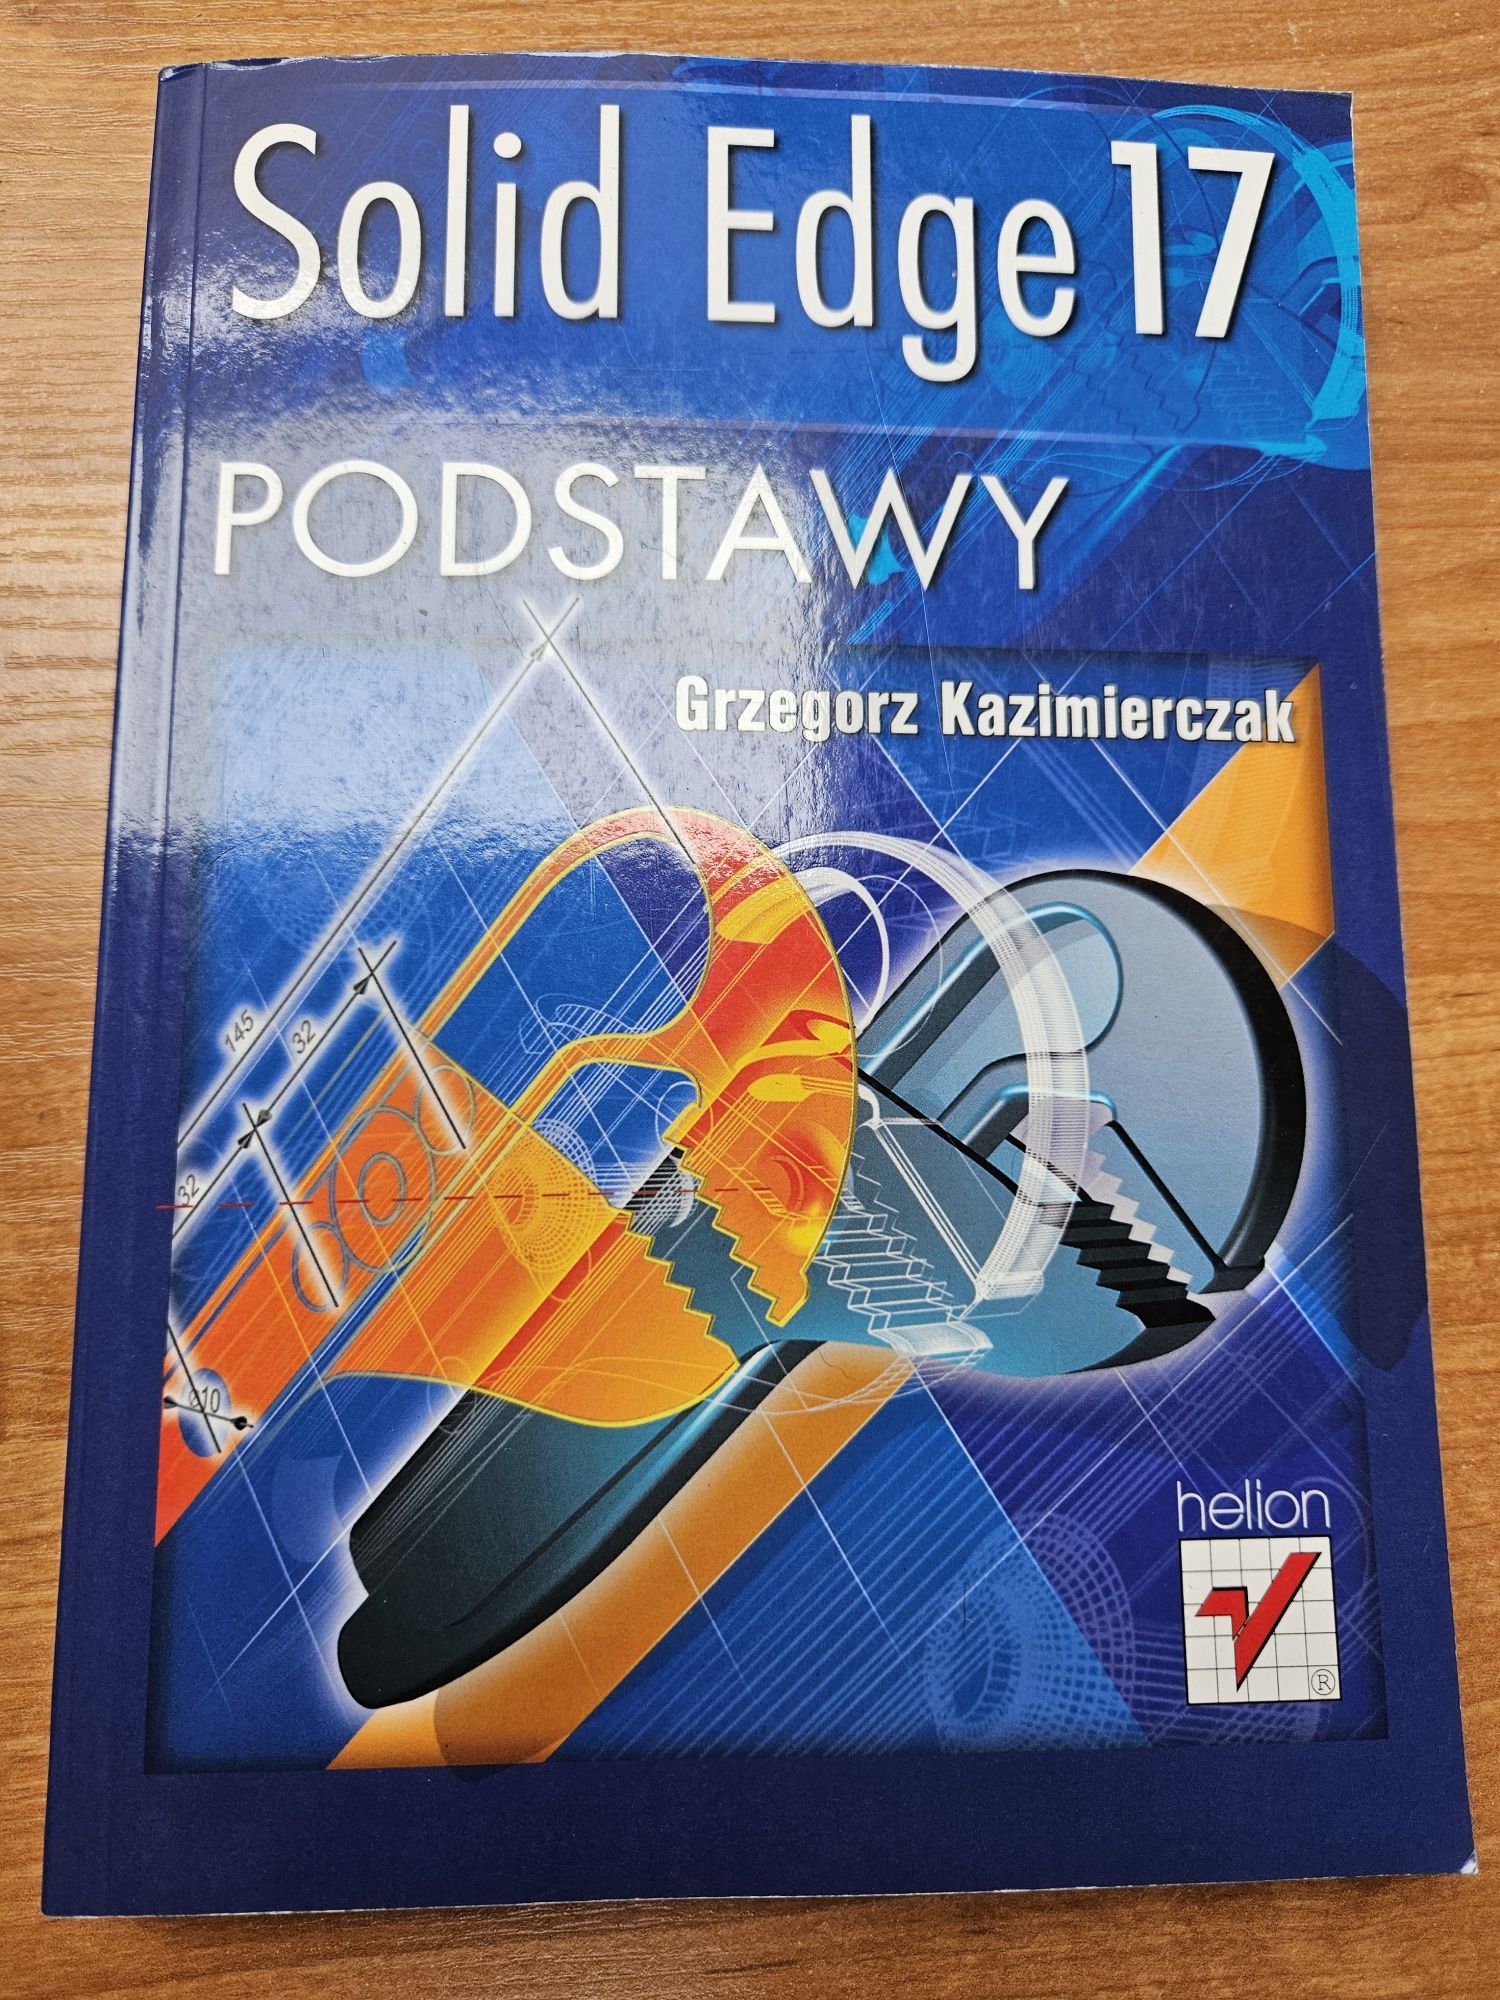 Solid Edge 17
PODSTAWY
Grzegorz Kazimierczak
145
32
32
helion
®